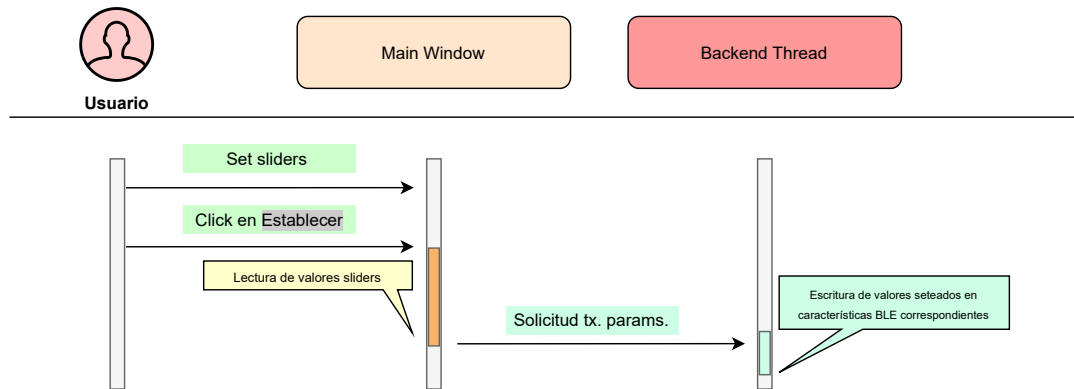 Main Window
Backend Thread
Usuario
Set sliders
Click en Establecer
Lectura de valores sliders
Solicitud tx. params.
Escritura de valores seteados en
características BLE correspondientes